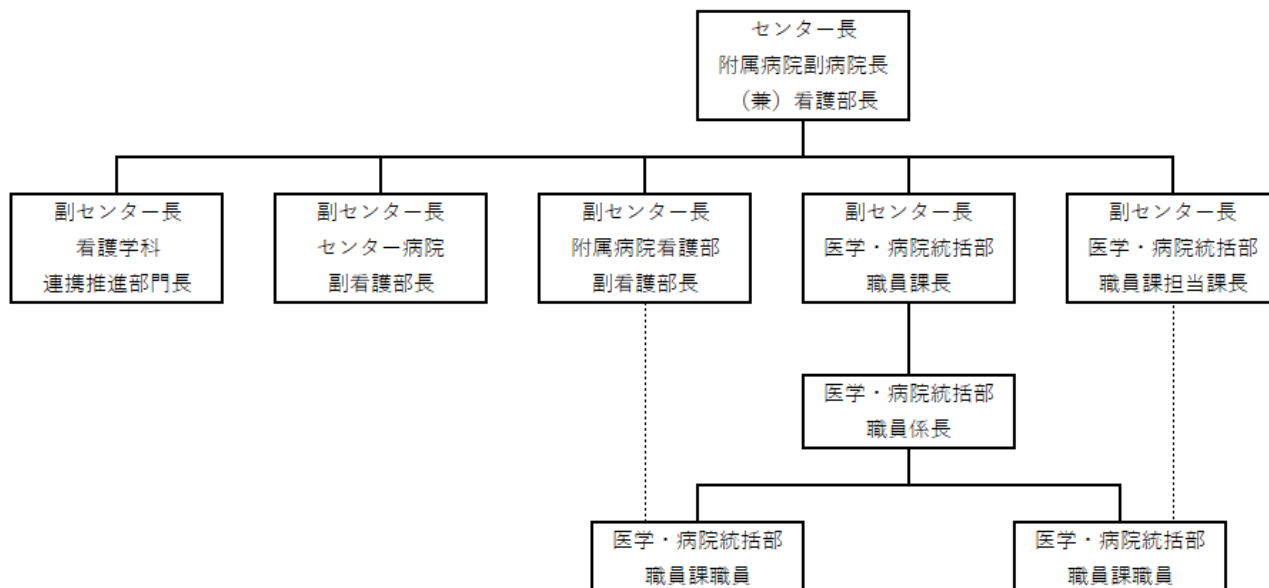 センター長
附属病院副病院長
（兼）看護部長
副センター長
看護学科
連携推進部門長
副センター長
センター病院
副看護部長
副センター長
附属病院看護部
副看護部長
副センター長
医学・病院統括部
職員課長
副センター長
医学・病院統括部
職員課担当課長
医学・病院統括部
職員係長
医学・病院統括部
職員課職員
医学・病院統括部
職員課職員